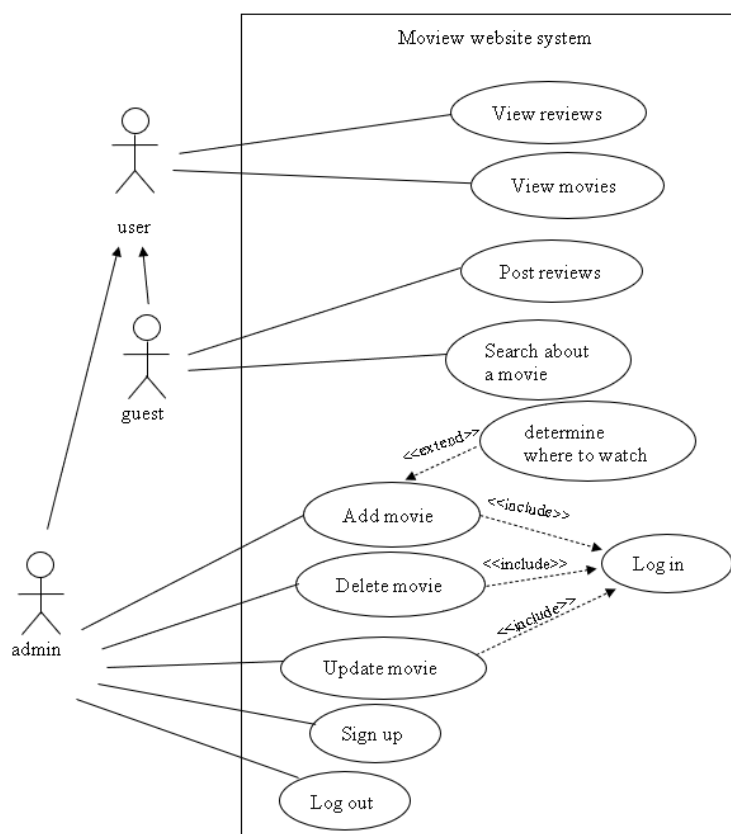 Moview website system
View reviews
View movies
user
Post reviews
Search about
a movie
guest
determine
where to watch
<<extend>>
Add movie
<<include>>
Log in
Delete movie
<<include>>
admin
<<include>>
Update movie
Sign up
Log out